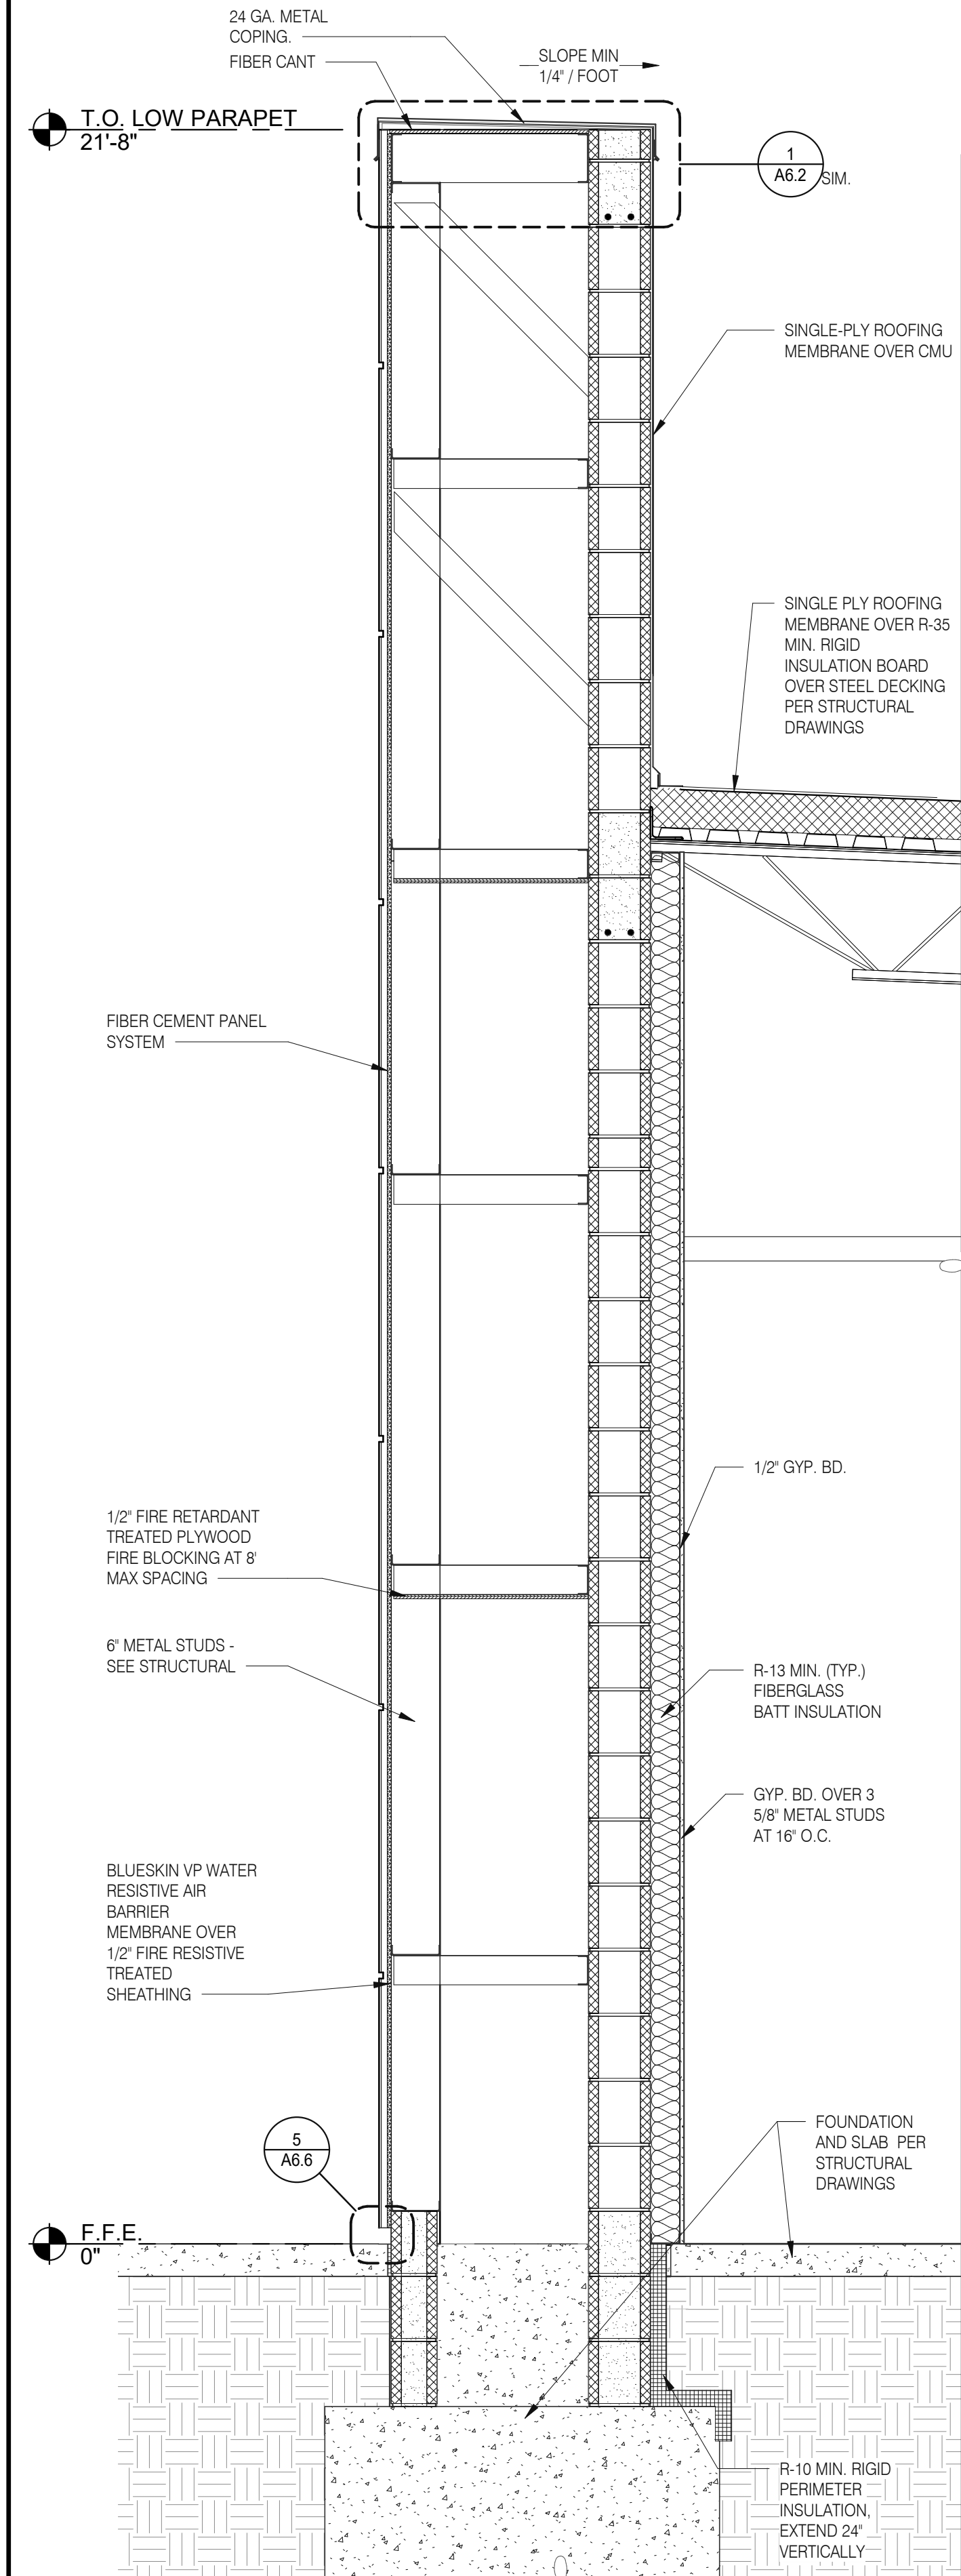 24 GA. METAL
COPING.
FIBER CANT
SLOPE MIN
1/4" / FOOT
T.O. LOW PARAPET
21'-8"
1
A6.2
SIM.
SINGLE-PLY ROOFING
MEMBRANE OVER CMU
SINGLE PLY ROOFING
MEMBRANE OVER R-35
MIN. RIGID
INSULATION BOARD
OVER STEEL DECKING
PER STRUCTURAL
DRAWINGS
FIBER CEMENT PANEL
SYSTEM
1/2" GYP. BD.
1/2" FIRE RETARDANT
TREATED PLYWOOD
FIRE BLOCKING AT 8'
MAX SPACING
6" METAL STUDS -
SEE STRUCTURAL
R-13 MIN. (TYP.)
FIBERGLASS
BATT INSULATION
GYP. BD. OVER 3
5/8" METAL STUDS
AT 16" O.C.
BLUESKIN VP WATER
RESISTIVE AIR
BARRIER
MEMBRANE OVER
1/2" FIRE RESISTIVE
TREATED
SHEATHING
5
A6.6
FOUNDATION
AND SLAB PER
STRUCTURAL
DRAWINGS
F.F.E.
0"
R-10 MIN. RIGID
PERIMETER
INSULATION,
EXTEND 24"
VERTICALLY